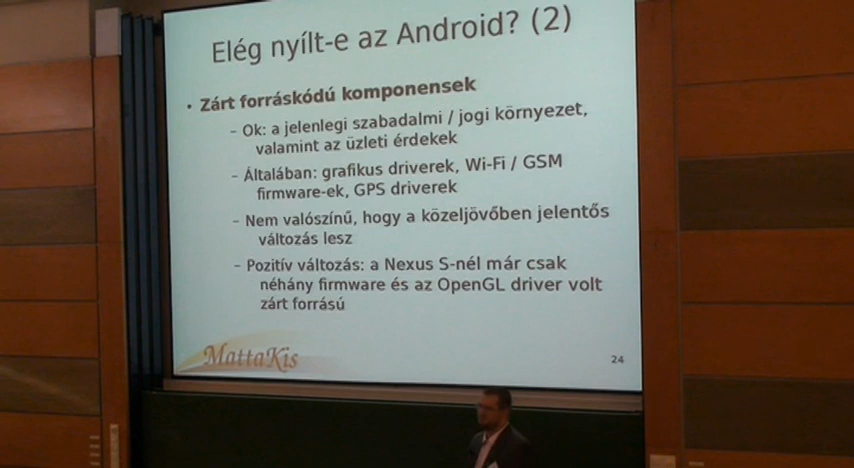 Elég nyílt-e az Android? (2)
• Zárt forráskódú komponensek
– Ok: a jelenlegi szabadalmi / jogi környezet,
valamint az üzleti érdekek
– Általában: grafikus driverek, Wi-Fi / GSM
firmware-ek, GPS driverek
– Nem valószínű, hogy a közeljövőben jelentős
változás lesz
– Pozitív változás: a Nexus S-nél már csak
néhány firmware és az OpenGL driver volt
zárt forrású
MattaKis
24